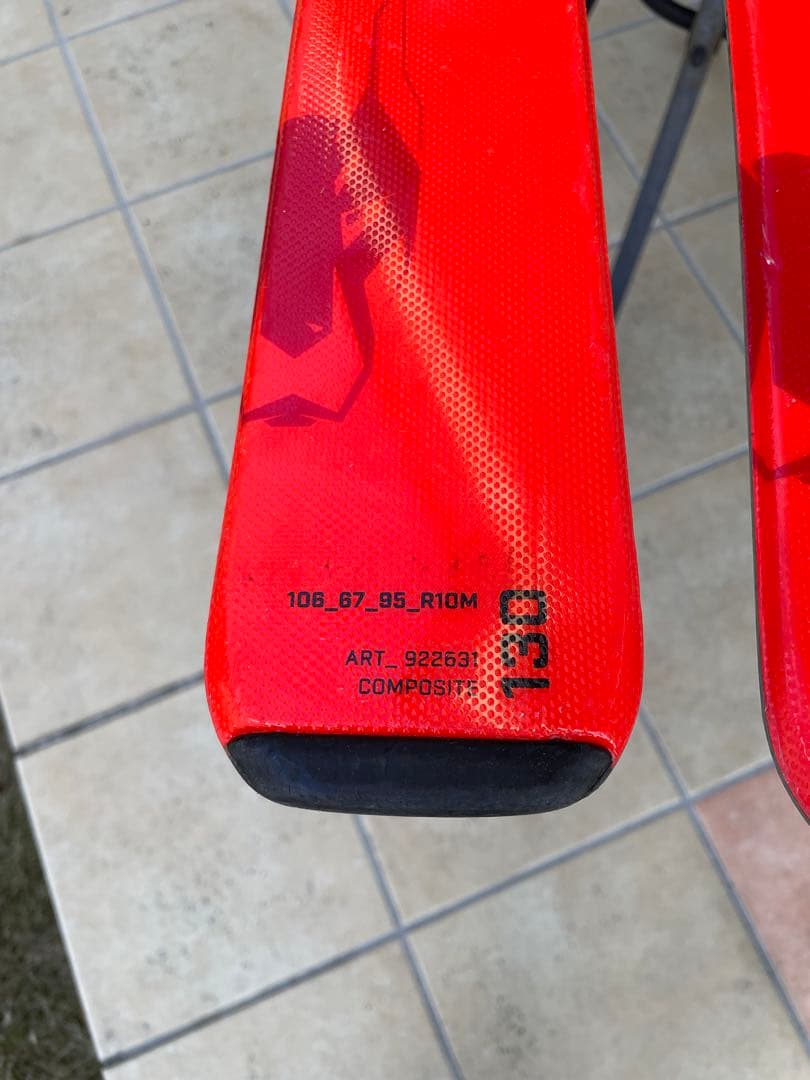 106_67_95_R10M
ART_ 922631
COMPOSITE
130